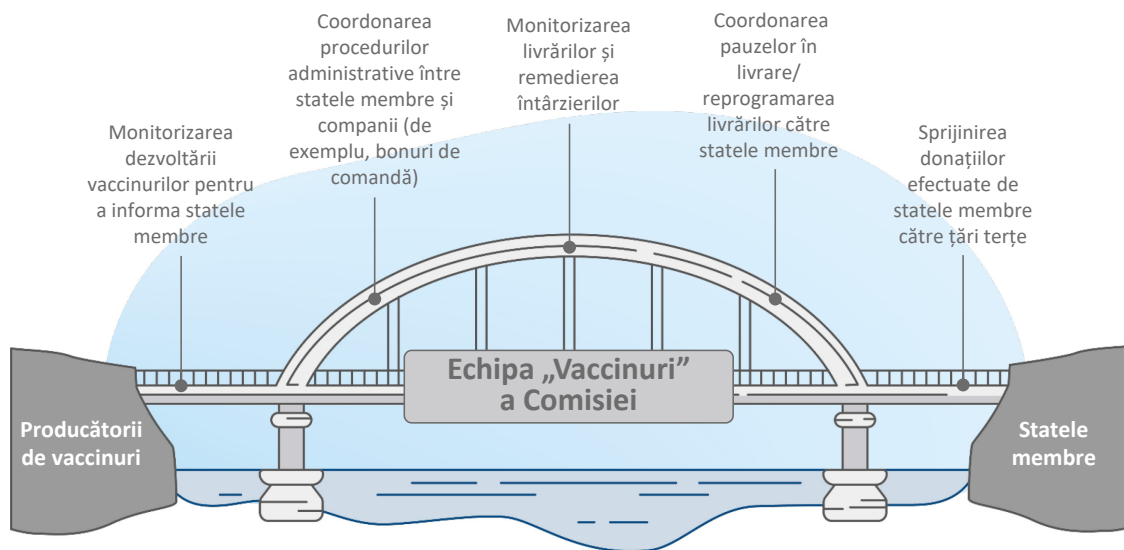 Monitorizarea
dezvoltării
vaccinurilor pentru
a informa statele
membre
Coordonarea
procedurilor
administrative între
statele membre și
companii (de
exemplu, bonuri de
comandă)
Monitorizarea
livrărilor și
remedierea
întârzierilor
Coordonarea
pauzelor în
livrare/
reprogramarea
livrărilor către
statele membre
Sprijinirea
donațiilor
efectuate de
statele membre
către țări terțe
Echipa „Vaccinuri”
a Comisiei
Producătorii
de vaccinuri
Statele
membre